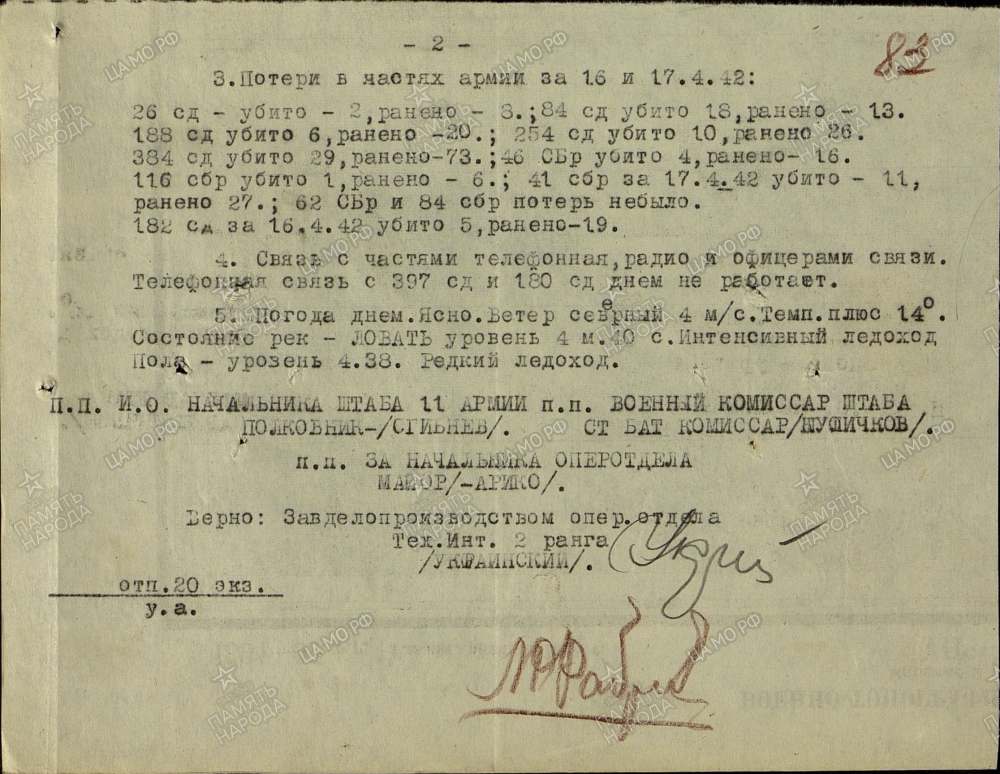 - 2 -
3.Потери в частях армии за 16 и 17.4.42:
26 сд - убито - 2,ранено - 3.;84 сд убито 18,ранено - 13.
188 сд убито 6,ранено -20.; 254 сд убито 10,ранено 26.
384 сд убито 29,ранено-73.;46 СБр убито 4,ранено- 16.
116 сбр убито 1,ранено - 6.; 41 сбр за 17.4.42 убито - 11,
ранено 27.; 62 СБр и 84 сбр потерь небыло.
182 сд за 16.4.42 убито 5,ранено-19.
4. Связь с частями телефонная,радио и офицерами связи.
Телефонная связь с 397 сд и 180 сд днем не работает.
5. Погода днем.Ясно.Ветер северный 4 м/с.Темп.плюс 14°.
Состояние рек - ЛОВАТЬ уровень 4 м.40 с.Интенсивный ледоход
Пола - уровень 4.38. Редкий ледоход.
П.П. И.О. НАЧАЛЬНИКА ШТАБА 11 АРМИИ п.п. ВОЕННЫЙ КОМИССАР ШТАБА
ПОЛКОВНИК-/СГИБНЕВ/. СТ БАТ КОМИССАР/ШУШИЧКОВ/.
п.п. ЗА НАЧАЛЬНИКА ОПЕРОТДЕЛА
МАЙОР/-АРИКО/.
Верно: Завделопроизводством опер.отдела
Тех.Инт. 2 ранга
/УКРАИНСКИЙ/.
отп.20 экз.
у.а.